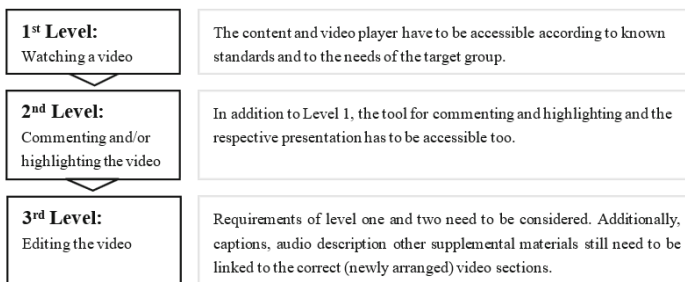 1st Level:
Watching a video
The content and video player have to be accessible according to known
standards and to the needs of the target group.
2nd Level:
Commenting and/or
highlighting the video
In addition to Level 1, the tool for commenting and highlighting and the
respective presentation has to be accessible too.
3rd Level:
Editing the video
Requirements of level one and two need to be considered. Additionally,
captions, audio description other supplemental materials still need to be
linked to the correct (newly arranged) video sections.